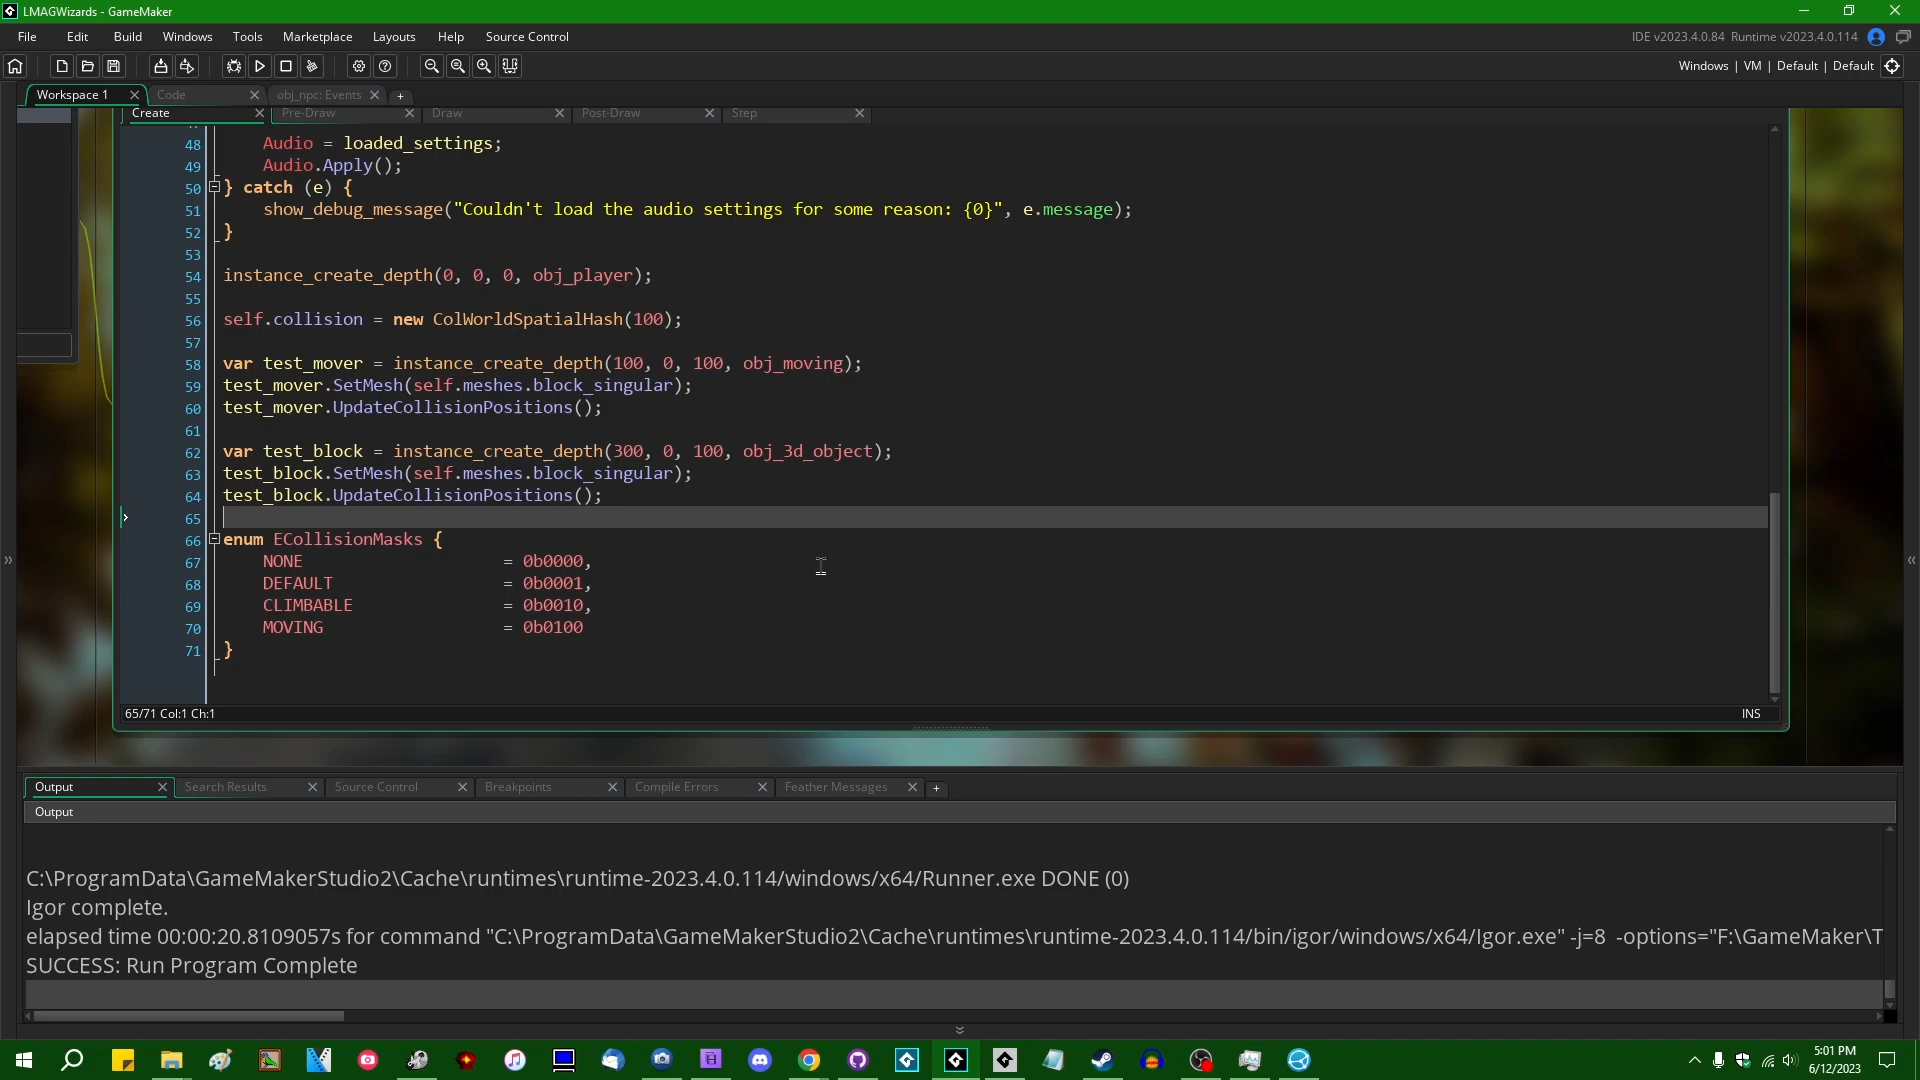 LMAGWizards - GameMaker
File Edit Build Windows Tools Marketplace Layouts Help Source Control
IDE v2023.4.0.84 Runtime v2023.4.0.114
Windows | VM | Default | Default
Workspace 1 Code obj_npc: Events
Create Pre-Draw Draw Post-Draw Step
48 Audio = loaded_settings;
49 Audio.Apply();
50 } catch (e) {
51 show_debug_message("Couldn't load the audio settings for some reason: {0}", e.message);
52 }
53
54 instance_create_depth(0, 0, 0, obj_player);
55
56 self.collision = new ColWorldSpatialHash(100);
57
58 var test_mover = instance_create_depth(100, 0, 100, obj_moving);
59 test_mover.SetMesh(self.meshes.block_singular);
60 test_mover.UpdateCollisionPositions();
61
62 var test_block = instance_create_depth(300, 0, 100, obj_3d_object);
63 test_block.SetMesh(self.meshes.block_singular);
64 test_block.UpdateCollisionPositions();
65
66 enum ECollisionMasks {
67 NONE = 0b0000,
68 DEFAULT = 0b0001,
69 CLIMBABLE = 0b0010,
70 MOVING = 0b0100
71 }
65/71 Col:1 Ch:1 INS
Output Search Results Source Control Breakpoints Compile Errors Feather Messages
Output
C:\ProgramData\GameMakerStudio2\Cache\runtimes\runtime-2023.4.0.114/windows/x64/Runner.exe DONE (0)
Igor complete.
elapsed time 00:00:20.8109057s for command "C:\ProgramData\GameMakerStudio2\Cache\runtimes\runtime-2023.4.0.114/bin/igor/windows/x64/Igor.exe" -j=8 -options="F:\GameMaker\T
SUCCESS: Run Program Complete
5:01 PM
6/12/2023